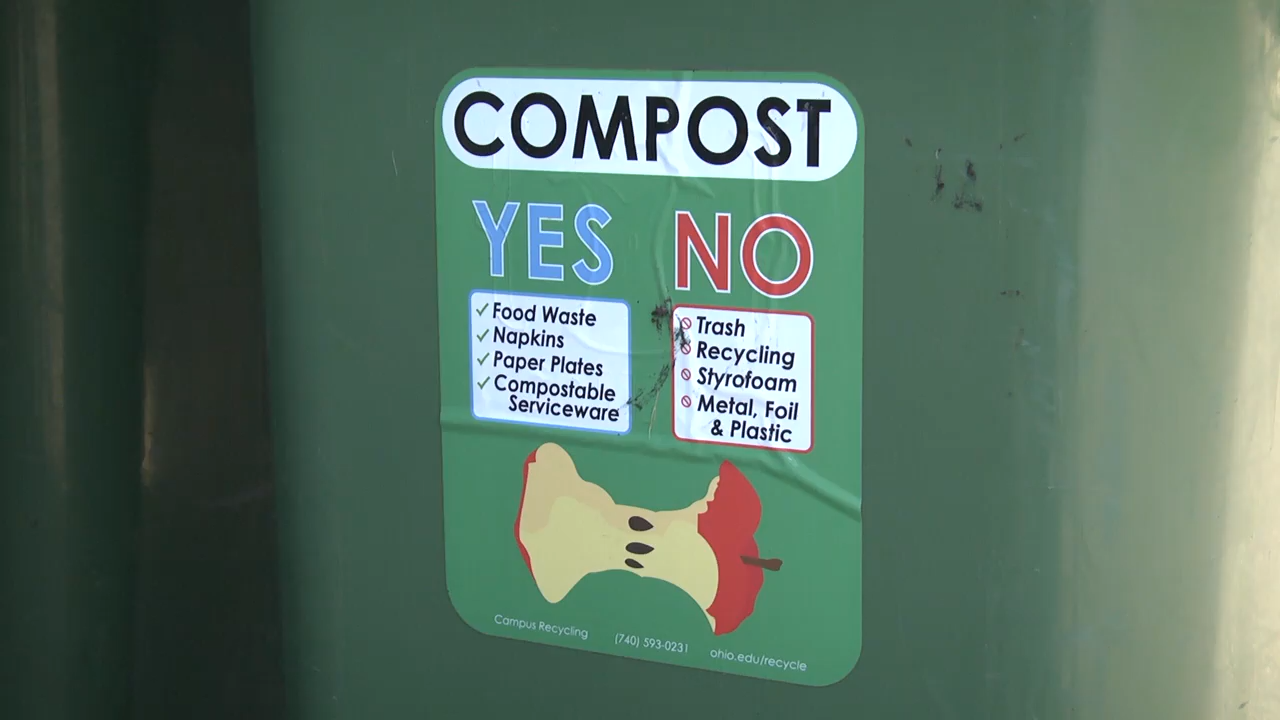 COMPOST
YES
Food Waste
Napkins
Paper Plates
Compostable
Serviceware
NO
Trash
Recycling
Styrofoam
Metal, Foil
& Plastic
Campus Recycling (740) 593-0231 ohio.edu/recycle